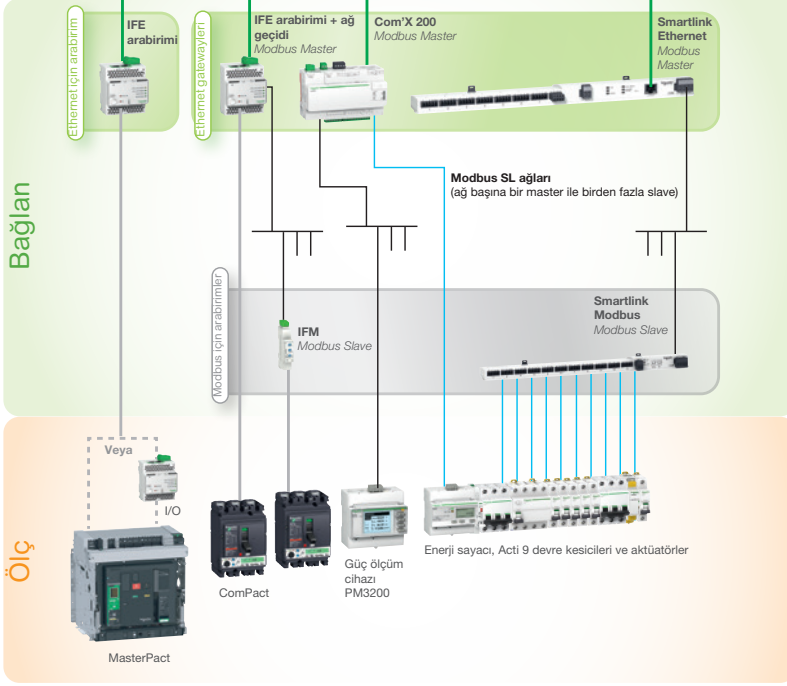 Bağlan
Ethernet için arabirim
IFE
arabirimi
Ethernet gatewayleri
IFE arabirimi + ağ
geçidi
Modbus Master
Com'X 200
Modbus Master
Smartlink
Ethernet
Modbus
Master
Modbus SL ağları
(ağ başına bir master ile birden fazla slave)
Modbus için arabirimler
IFM
Modbus Slave
Smartlink
Modbus
Modbus Slave
Ölç
Veya
I/O
MasterPact
ComPact
Güç ölçüm
cihazı
PM3200
Enerji sayacı, Acti 9 devre kesicileri ve aktüatörler